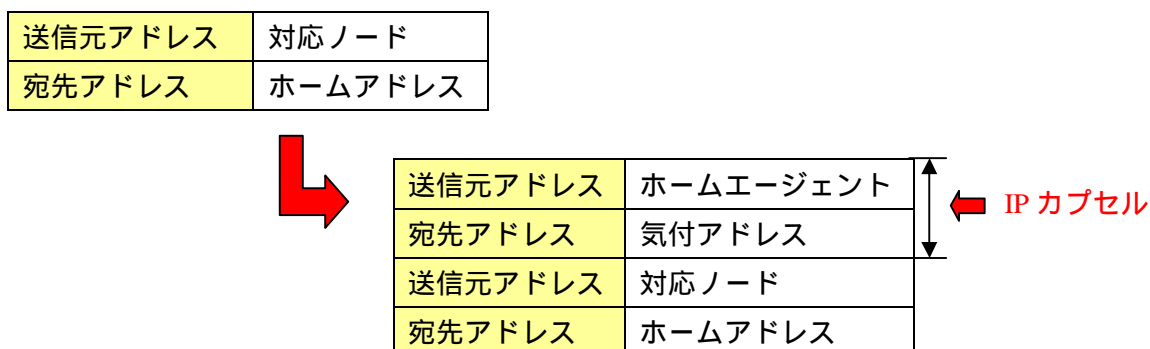 送信元アドレス 対応ノード
宛先アドレス ホームアドレス
送信元アドレス ホームエージェント
宛先アドレス 気付アドレス
IP カプセル
送信元アドレス 対応ノード
宛先アドレス ホームアドレス